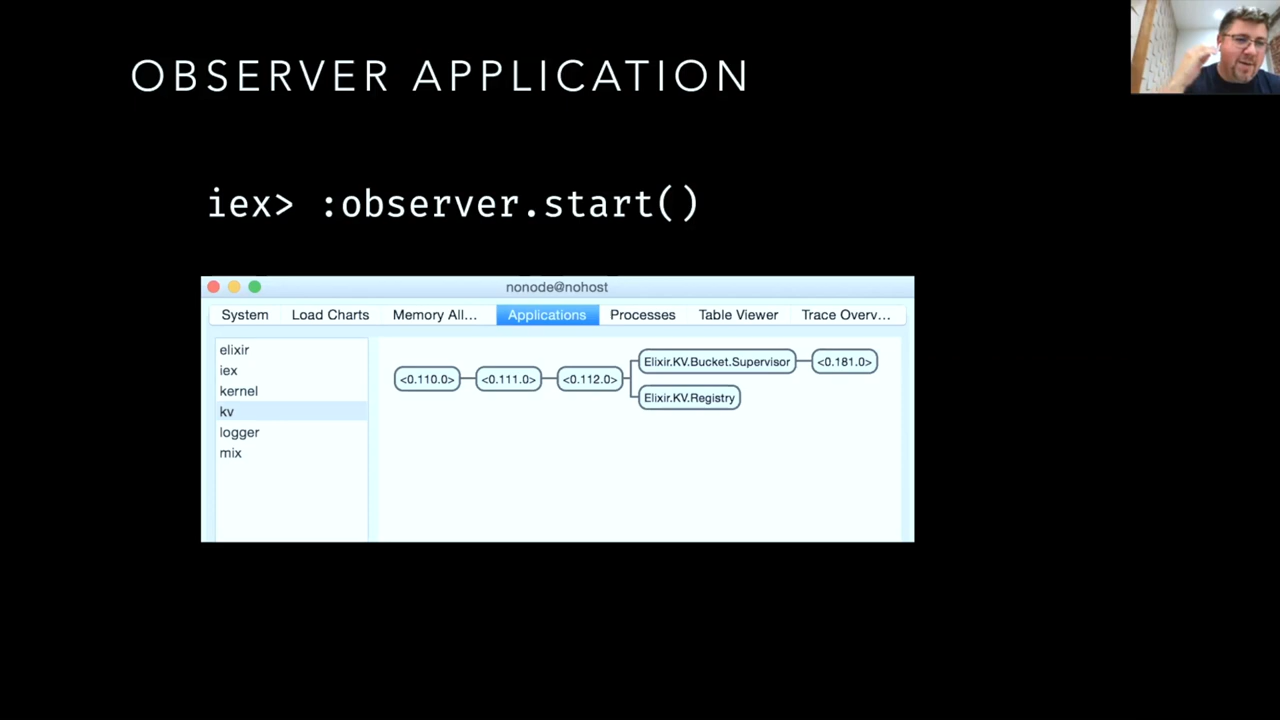 OBSERVER APPLICATION
iex> :observer.start()
nonode@nohost
System Load Charts Memory All... Applications Processes Table Viewer Trace Overv...
elixir
iex
kernel
kv
logger
mix
Elixir.KV.Bucket.Supervisor <0.181.0>
<0.110.0> <0.111.0> <0.112.0>
Elixir.KV.Registry